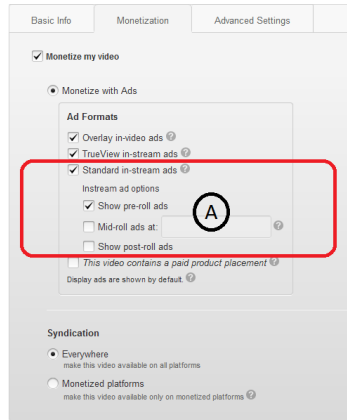 Basic Info Monetization Advanced Settings
Monetize my video
Monetize with Ads
Ad Formats
Overlay in-video ads ?
TrueView in-stream ads ?
Standard in-stream ads ?
Instream ad options
Show pre-roll ads
A
Mid-roll ads at: ?
Show post-roll ads
This video contains a paid product placement ?
Display ads are shown by default. ?
Syndication
Everywhere
make this video available on all platforms
Monetized platforms
make this video available only on monetized platforms ?